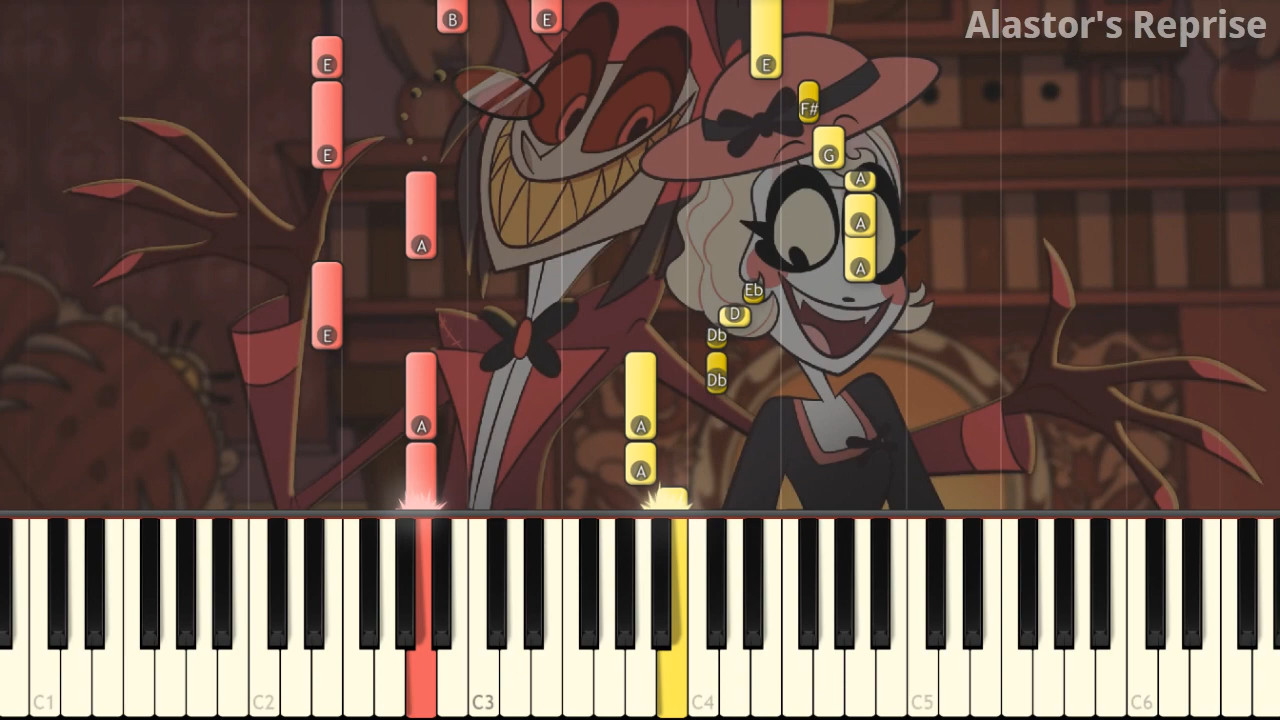 Alastor's Reprise
B E
E E
F#
E G
A
E A A
A
Eb
D
E Db
Db
A A
A
C1 C2 C3 C4 C5 C6